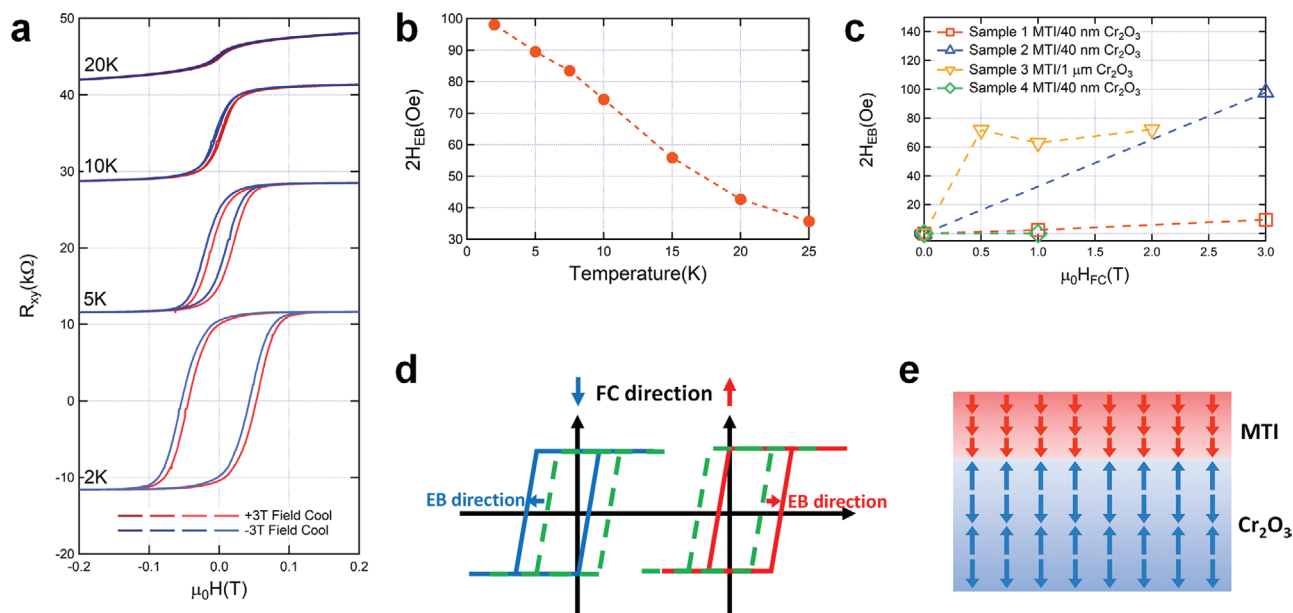 a
50
40
30
20
10
0
-10
-20
R_xy(kΩ)
20K
10K
5K
2K
+3T Field Cool
-3T Field Cool
-0.2
-0.1
0.0
0.1
0.2
μ₀H(T)
b
100
90
80
70
60
50
40
30
2H_EB(Oe)
5
10
15
20
25
Temperature(K)
c
140
120
100
80
60
40
20
0
2H_EB(Oe)
Sample 1 MTI/40 nm Cr₂O₃
Sample 2 MTI/40 nm Cr₂O₃
Sample 3 MTI/1 μm Cr₂O₃
Sample 4 MTI/40 nm Cr₂O₃
0.0
0.5
1.0
1.5
2.0
2.5
3.0
μ₀H_FC(T)
d
FC direction
EB direction
EB direction
e
MTI
Cr₂O₃